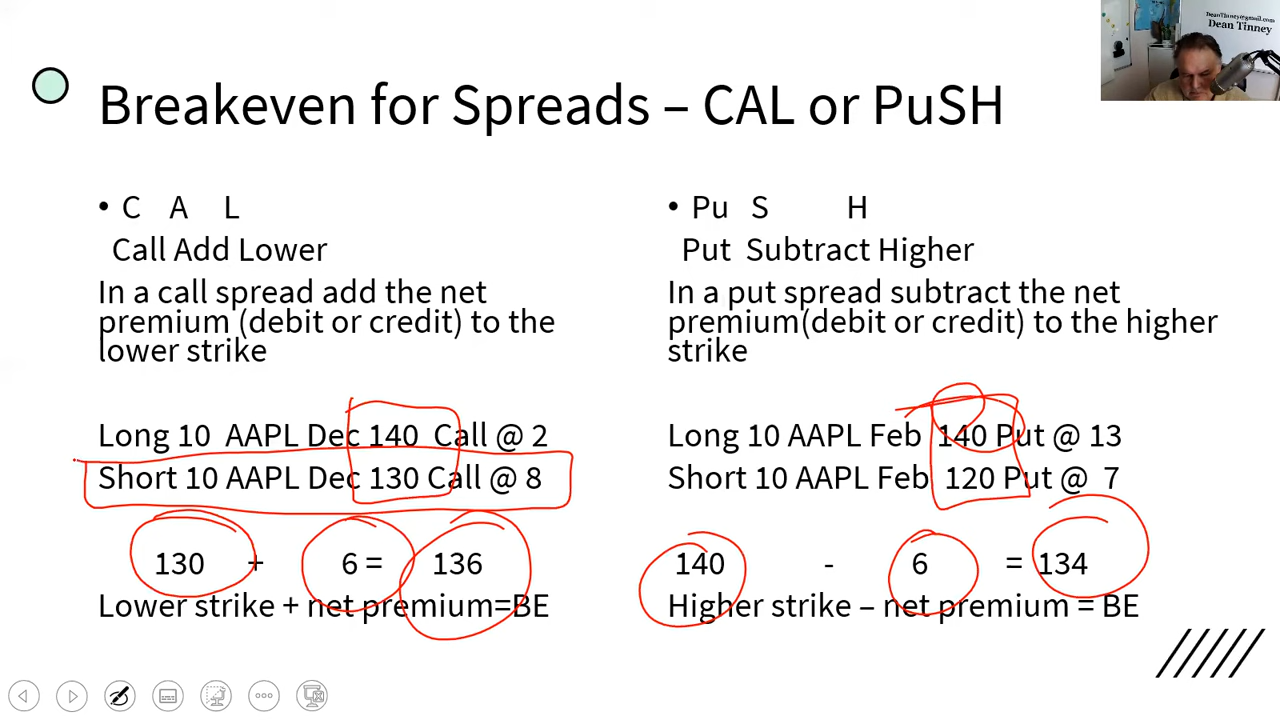 DeanTinney@gmail.com
Dean Tinney
Breakeven for Spreads – CAL or PuSH
• C A L
Call Add Lower
In a call spread add the net
premium (debit or credit) to the
lower strike
Long 10 AAPL Dec 140 Call @ 2
Short 10 AAPL Dec 130 Call @ 8
130 + 6 = 136
Lower strike + net premium=BE
• Pu S H
Put Subtract Higher
In a put spread subtract the net
premium(debit or credit) to the higher
strike
Long 10 AAPL Feb 140 Put @ 13
Short 10 AAPL Feb 120 Put @ 7
140 - 6 = 134
Higher strike – net premium = BE